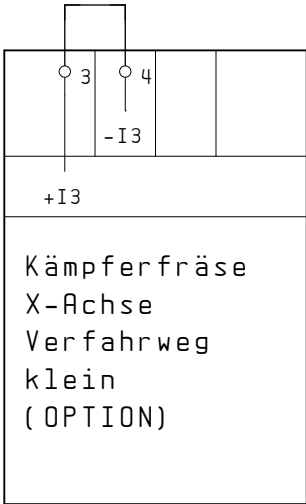 3 4
-I3
+I3
Kämpferfräse
X-Achse
Verfahrweg
klein
(OPTION)